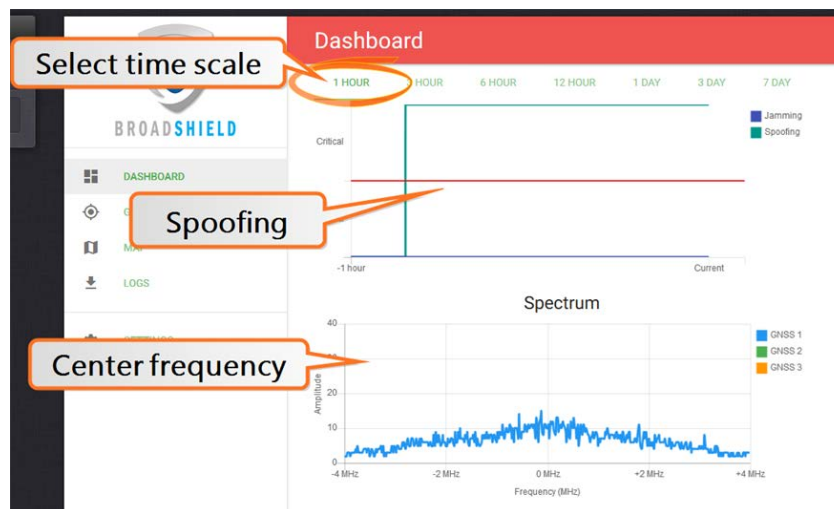 Dashboard
Select time scale
1 HOUR HOUR 6 HOUR 12 HOUR 1 DAY 3 DAY 7 DAY
BROADSHIELD
Jamming
Spoofing
Critical
DASHBOARD
Spoofing
LOGS
-1 hour Current
Spectrum
40
GNSS 1
GNSS 2
GNSS 3
Center frequency
Amplitude
20
10
0
-4 MHz -2 MHz 0 MHz +2 MHz +4 MHz
Frequency (MHz)